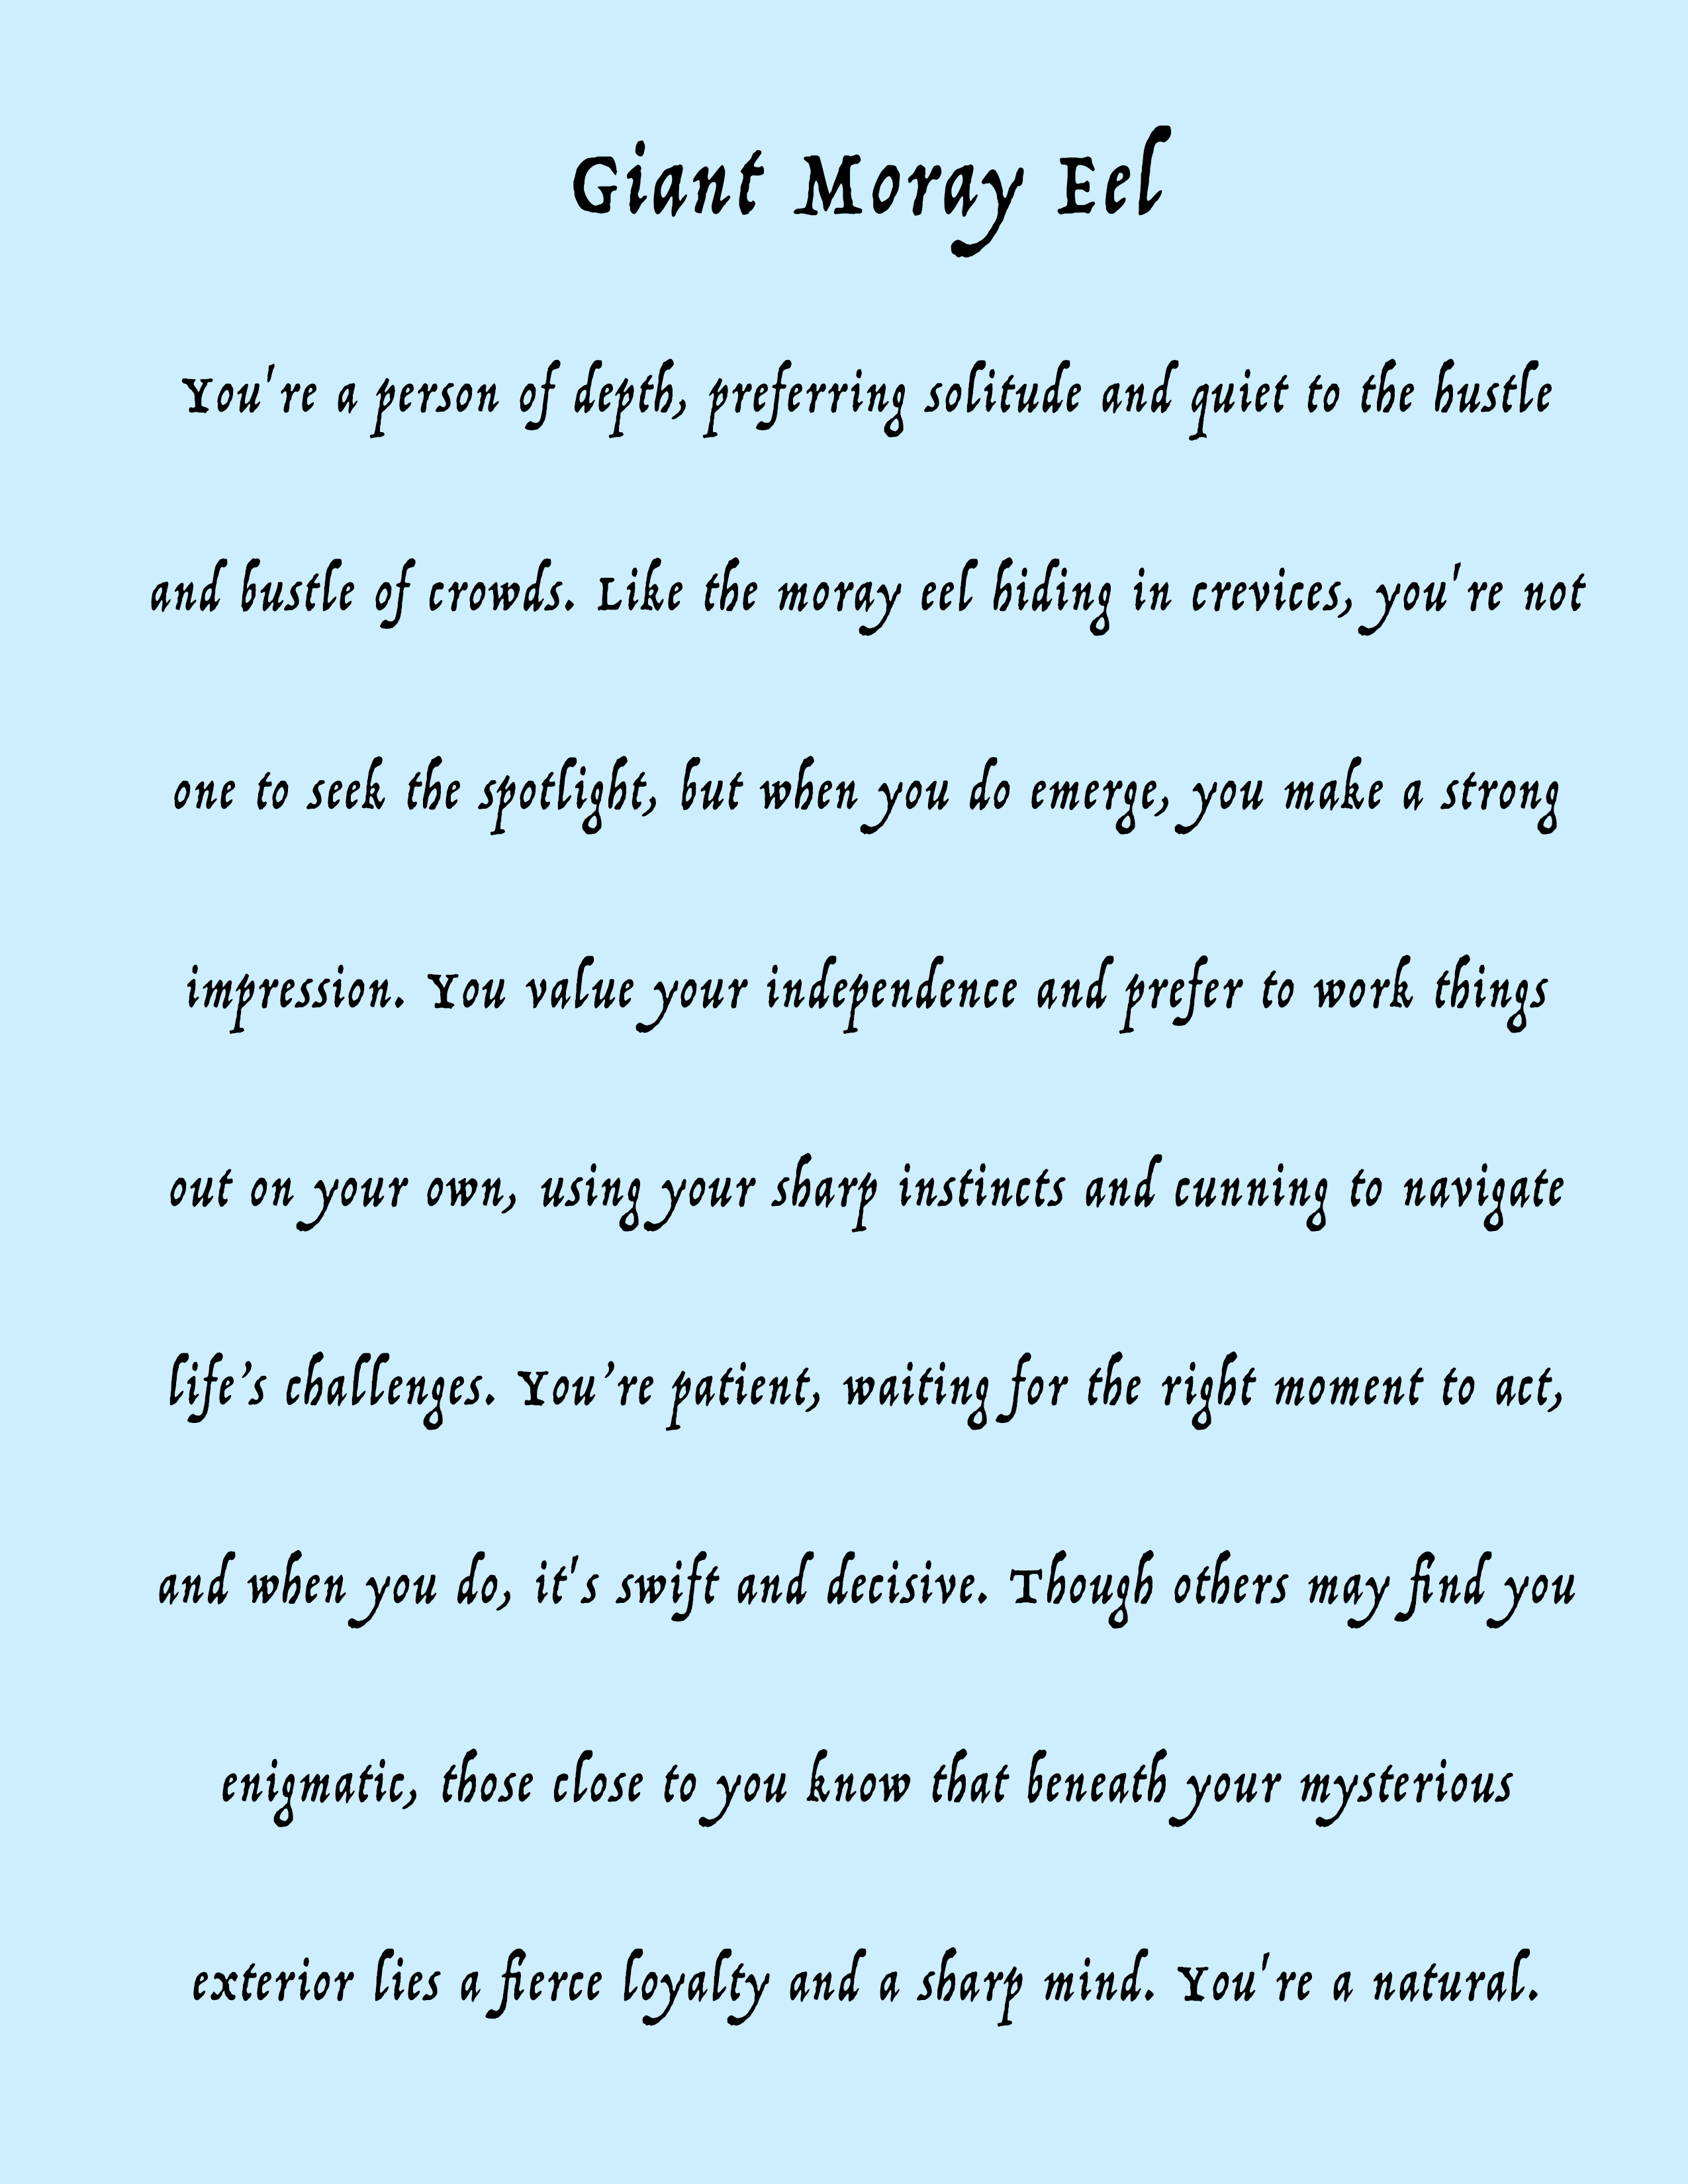 Giant Moray Eel
You're a person of depth, preferring solitude and quiet to the hustle
and bustle of crowds. Like the moray eel hiding in crevices, you're not
one to seek the spotlight, but when you do emerge, you make a strong
impression. You value your independence and prefer to work things
out on your own, using your sharp instincts and cunning to navigate
life’s challenges. You’re patient, waiting for the right moment to act,
and when you do, it's swift and decisive. Though others may find you
enigmatic, those close to you know that beneath your mysterious
exterior lies a fierce loyalty and a sharp mind. You're a natural.